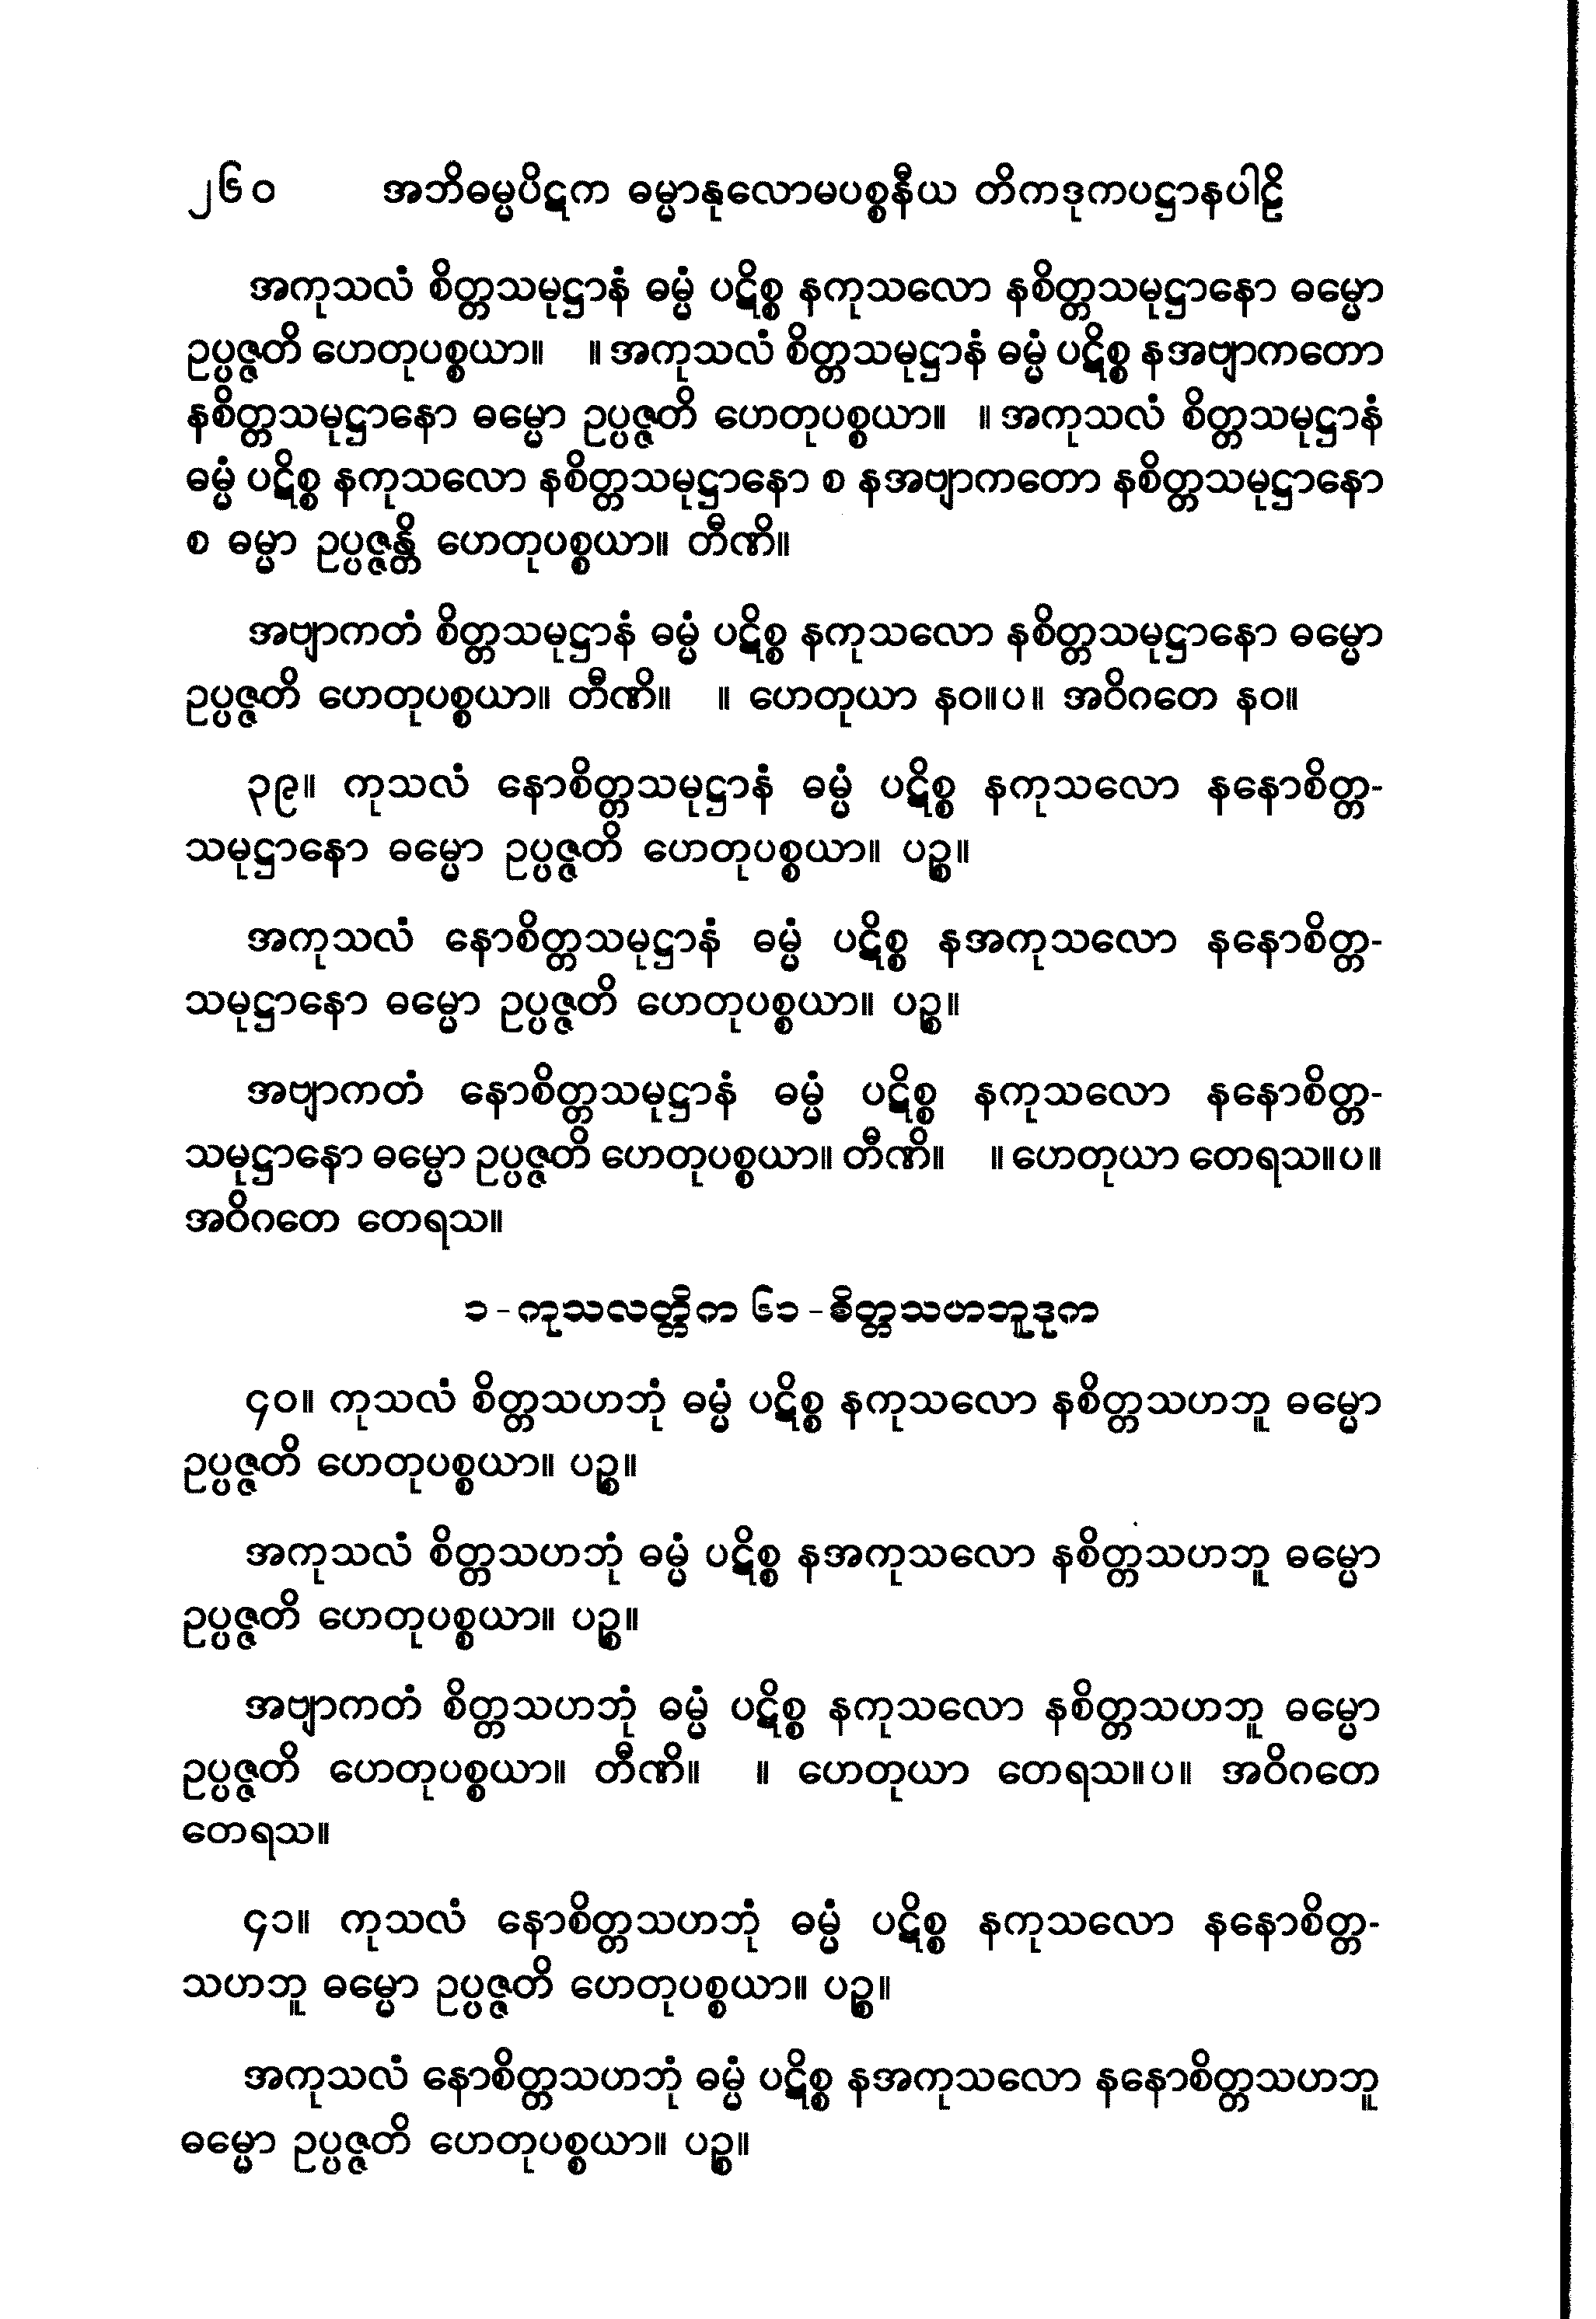 ၂၆၀ အဘိဓမ္မပိဋက ဓမ္မာနုလောမပစ္စနီယ တိကဒုကပဋ္ဌာနပါဠိ
အကုသလံ စိတ္တသမုဋ္ဌာနံ ဓမ္မံ ပဋိစ္စ နကုသလော နစိတ္တသမုဋ္ဌာနော ဓမ္မော
ဥပ္ပဇ္ဇတိ ဟေတုပစ္စယာ။ ။ အကုသလံ စိတ္တသမုဋ္ဌာနံ ဓမ္မံ ပဋိစ္စ နအဗျာကတော
နစိတ္တသမုဋ္ဌာနော ဓမ္မော ဥပ္ပဇ္ဇတိ ဟေတုပစ္စယာ။ ။ အကုသလံ စိတ္တသမုဋ္ဌာနံ
ဓမ္မံ ပဋိစ္စ နကုသလော နစိတ္တသမုဋ္ဌာနော စ နအဗျာကတော နစိတ္တသမုဋ္ဌာနော
စ ဓမ္မာ ဥပ္ပဇ္ဇန္တိ ဟေတုပစ္စယာ။ တီဏိ။
အဗျာကတံ စိတ္တသမုဋ္ဌာနံ ဓမ္မံ ပဋိစ္စ နကုသလော နစိတ္တသမုဋ္ဌာနော ဓမ္မော
ဥပ္ပဇ္ဇတိ ဟေတုပစ္စယာ။ တီဏိ။ ။ ဟေတုယာ နဝ။ပ။ အဝိဂတေ နဝ။
၃၉။ ကုသလံ နောစိတ္တသမုဋ္ဌာနံ ဓမ္မံ ပဋိစ္စ နကုသလော နနောစိတ္တ-
သမုဋ္ဌာနော ဓမ္မော ဥပ္ပဇ္ဇတိ ဟေတုပစ္စယာ။ ပဉ္စ။
အကုသလံ နောစိတ္တသမုဋ္ဌာနံ ဓမ္မံ ပဋိစ္စ နအကုသလော နနောစိတ္တ-
သမုဋ္ဌာနော ဓမ္မော ဥပ္ပဇ္ဇတိ ဟေတုပစ္စယာ။ ပဉ္စ။
အဗျာကတံ နောစိတ္တသမုဋ္ဌာနံ ဓမ္မံ ပဋိစ္စ နကုသလော နနောစိတ္တ-
သမုဋ္ဌာနော ဓမ္မော ဥပ္ပဇ္ဇတိ ဟေတုပစ္စယာ။ တီဏိ။ ။ ဟေတုယာ တေရသ။ပ။
အဝိဂတေ တေရသ။
၁-ကုသလတ္တိက ၆၁-စိတ္တသဟဘူဒုက
၄၀။ ကုသလံ စိတ္တသဟဘုံ ဓမ္မံ ပဋိစ္စ နကုသလော နစိတ္တသဟဘူ ဓမ္မော
ဥပ္ပဇ္ဇတိ ဟေတုပစ္စယာ။ ပဉ္စ။
အကုသလံ စိတ္တသဟဘုံ ဓမ္မံ ပဋိစ္စ နအကုသလော နစိတ္တသဟဘူ ဓမ္မော
ဥပ္ပဇ္ဇတိ ဟေတုပစ္စယာ။ ပဉ္စ။
အဗျာကတံ စိတ္တသဟဘုံ ဓမ္မံ ပဋိစ္စ နကုသလော နစိတ္တသဟဘူ ဓမ္မော
ဥပ္ပဇ္ဇတိ ဟေတုပစ္စယာ။ တီဏိ။ ။ ဟေတုယာ တေရသ။ပ။ အဝိဂတေ
တေရသ။
၄၁။ ကုသလံ နောစိတ္တသဟဘုံ ဓမ္မံ ပဋိစ္စ နကုသလော နနောစိတ္တ-
သဟဘူ ဓမ္မော ဥပ္ပဇ္ဇတိ ဟေတုပစ္စယာ။ ပဉ္စ။
အကုသလံ နောစိတ္တသဟဘုံ ဓမ္မံ ပဋိစ္စ နအကုသလော နနောစိတ္တသဟဘူ
ဓမ္မော ဥပ္ပဇ္ဇတိ ဟေတုပစ္စယာ။ ပဉ္စ။